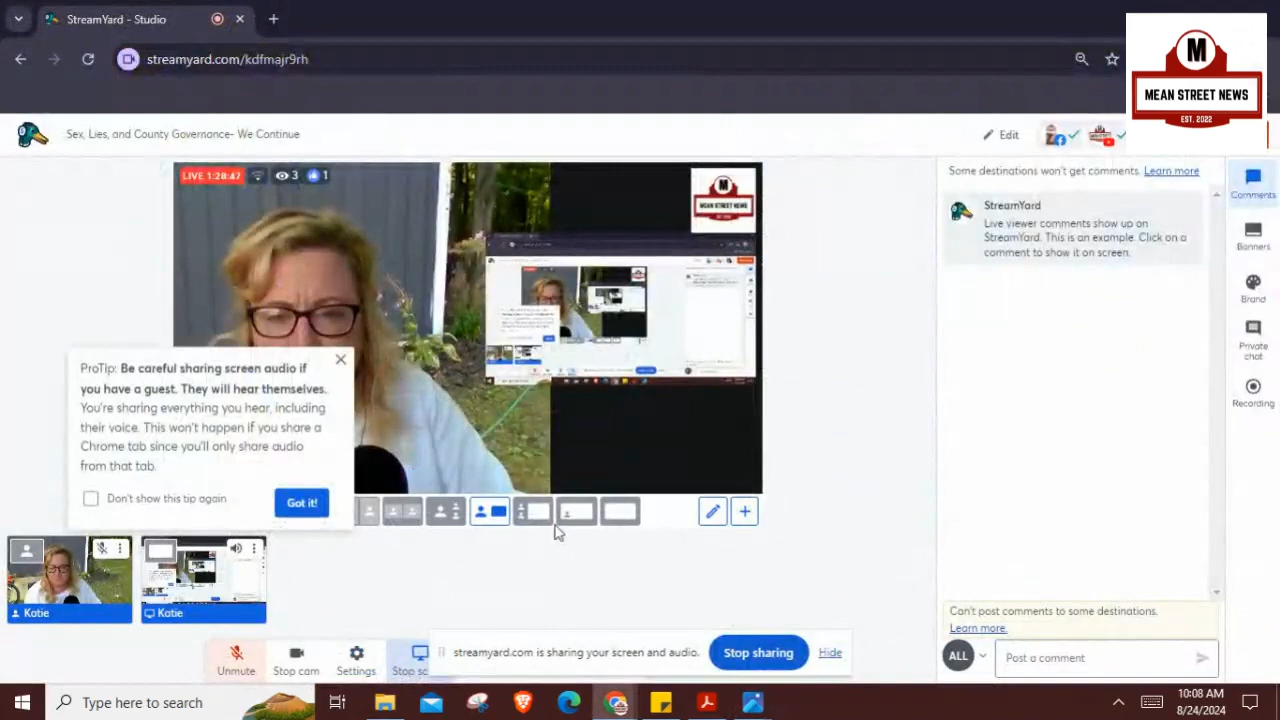 StreamYard - Studio
streamyard.com/kdfmajr9rh
M
MEAN STREET NEWS
EST. 2022
Sex, Lies, and County Governance- We Continue
Edit
LIVE 1:28:47
3
1
M
MEAN STREET NEWS
Some destinations won't get comments. Learn more
StreamYard
Live viewer comments show up on
StreamYard. This is an example. Click on a
comment to show it on screen.
Comments
Banners
Brand
Private
chat
Recording
ProTip: Be careful sharing screen audio if
you have a guest. They will hear themselves.
You're sharing everything you hear, including
their voice. This won't happen if you share a
Chrome tab since you'll only share audio
from that tab.
Don't show this tip again
Got it!
Katie
Katie
Can't post comments to some destinations.
Learn more.
ALL
Post a comment
Unmute
Stop cam
Settings
Stop sc
streamyard.com is sharing your screen and audio.
Stop sharing
Hide
Type here to search
10:08 AM
8/24/2024